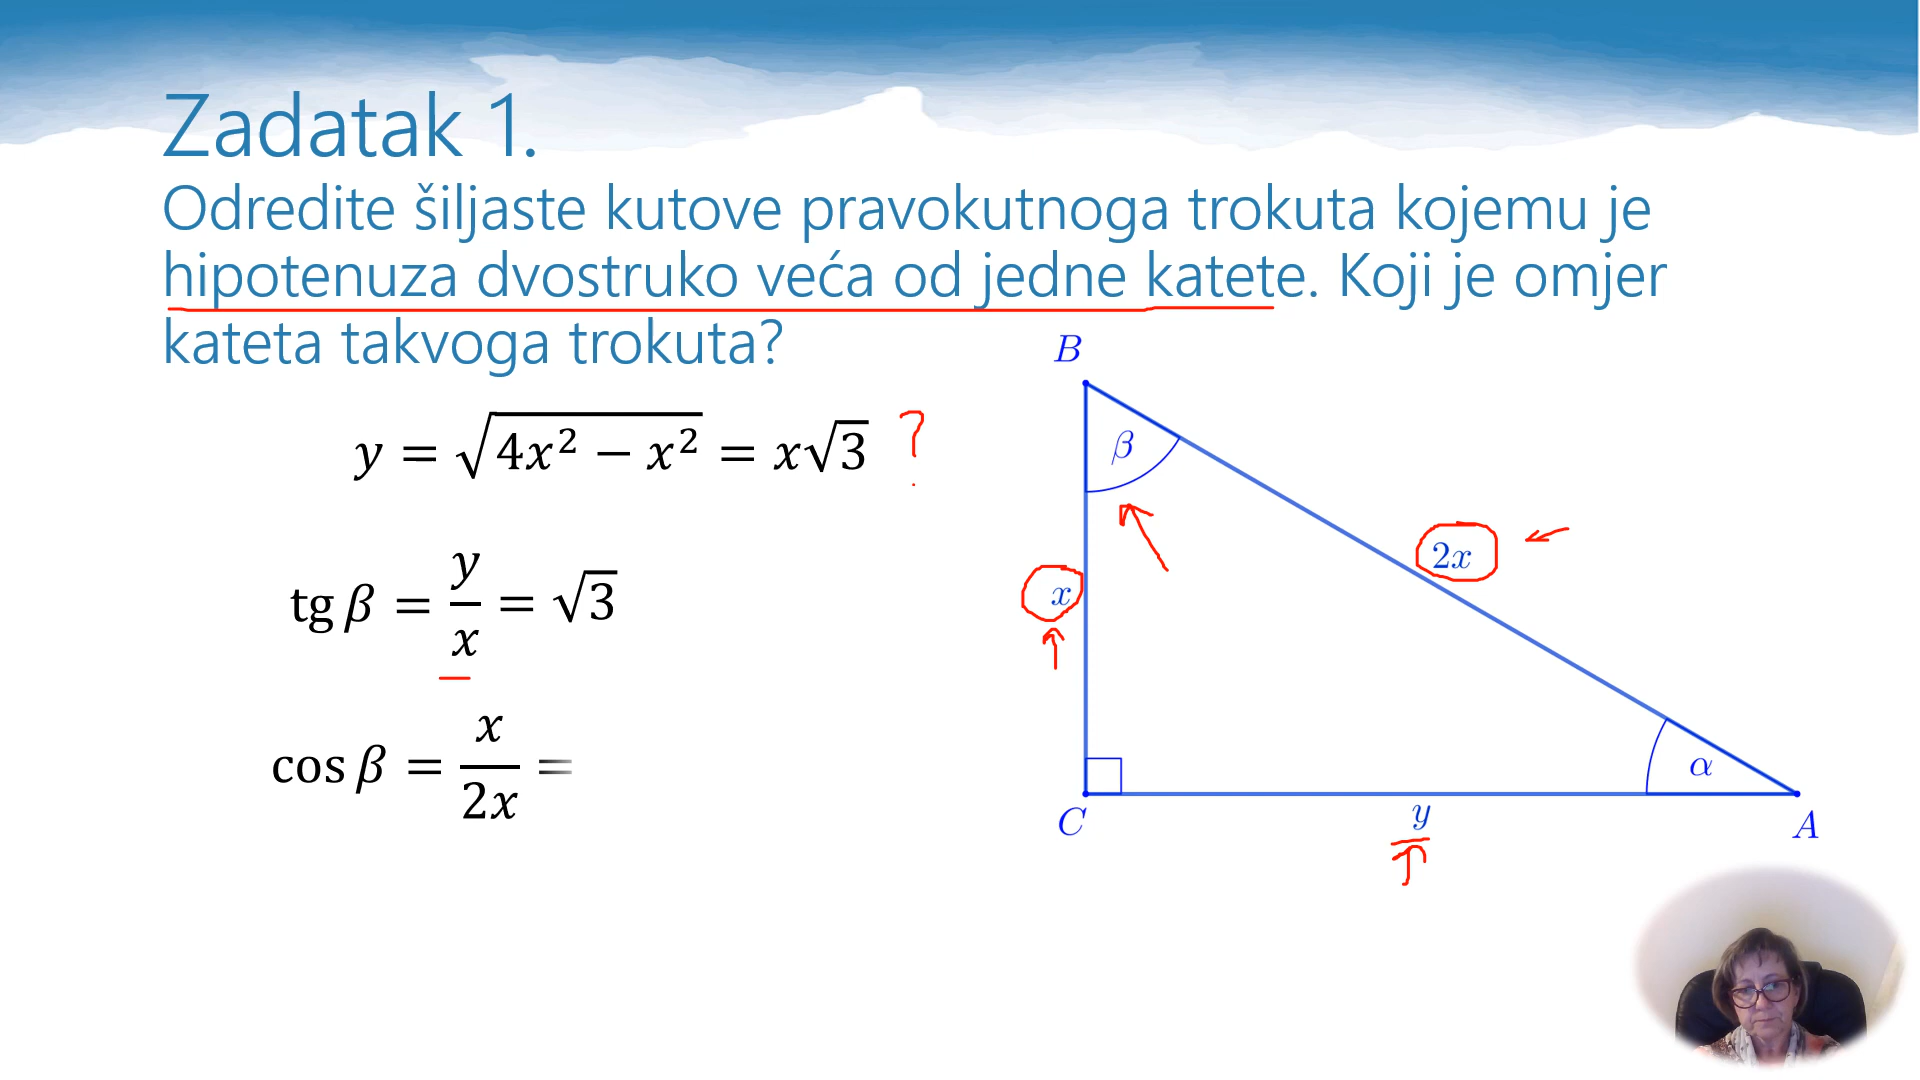 Zadatak 1.
Odredite šiljaste kutove pravokutnoga trokuta kojemu je
hipotenuza dvostruko veća od jedne katete. Koji je omjer
kateta takvoga trokuta?
y = √(4x² − x²) = x√3 ?
tg β = y/x = √3
cos β = x/2x =
B
β
2x
x
α
C
y
A